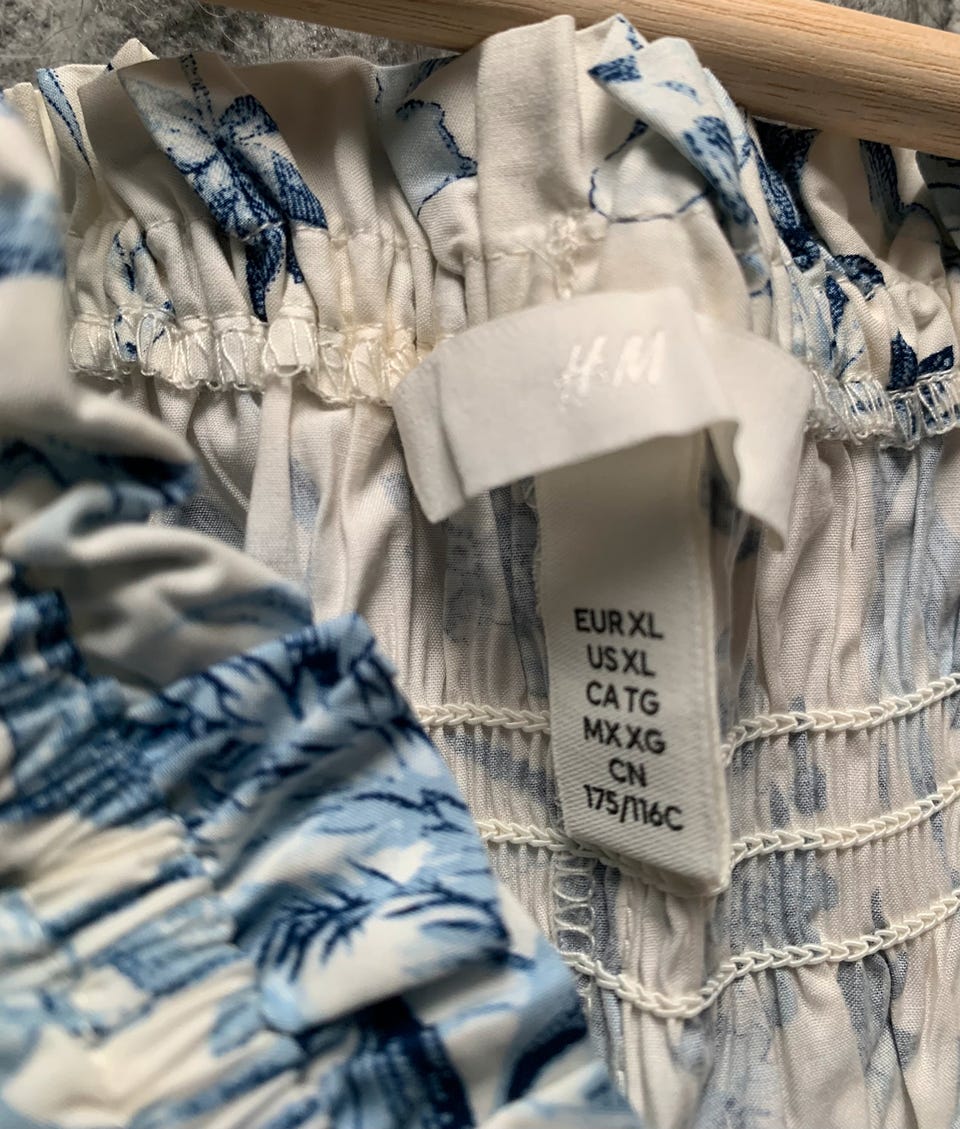 H&M
EUR XL
US XL
CA TG
MX XG
CN
175/116C